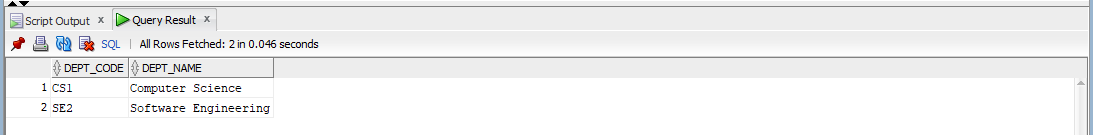 Script Output x Query Result x
SQL | All Rows Fetched: 2 in 0.046 seconds
DEPT_CODE DEPT_NAME
1 CS1 Computer Science
2 SE2 Software Engineering